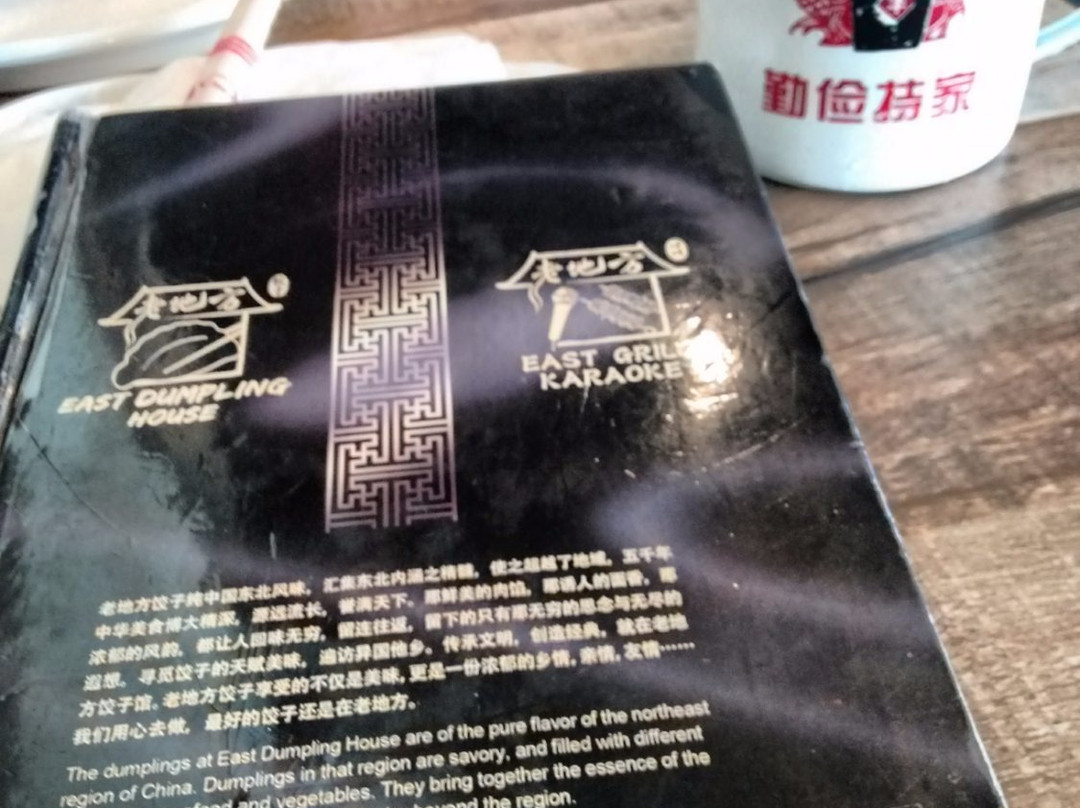 勤俭持家
老地方
EAST DUMPLING
HOUSE
老地方
EAST GRILL
KARAOKE
老地方饺子纯中国东北风味，汇集东北内涵之精髓，使之超越了地域，五千年
中华美食博大精深，源远流长，誉满天下。那鲜美的肉馅，那诱人的面香，那
浓郁的风韵，都让人回味无穷，留连往返，留下的只有那无穷的思念与无尽的
遐想。寻觅饺子的天赋美味，遍访异国他乡。传承文明，创造经典，就在老地
方饺子馆。老地方饺子享受的不仅是美味，更是一份浓郁的乡情，亲情，友情……
我们用心去做，最好的饺子还是在老地方。
The dumplings at East Dumpling House are of the pure flavor of the northeast
region of China. Dumplings in that region are savory, and filled with different
food and vegetables. They bring together the essence of the
beyond the region.